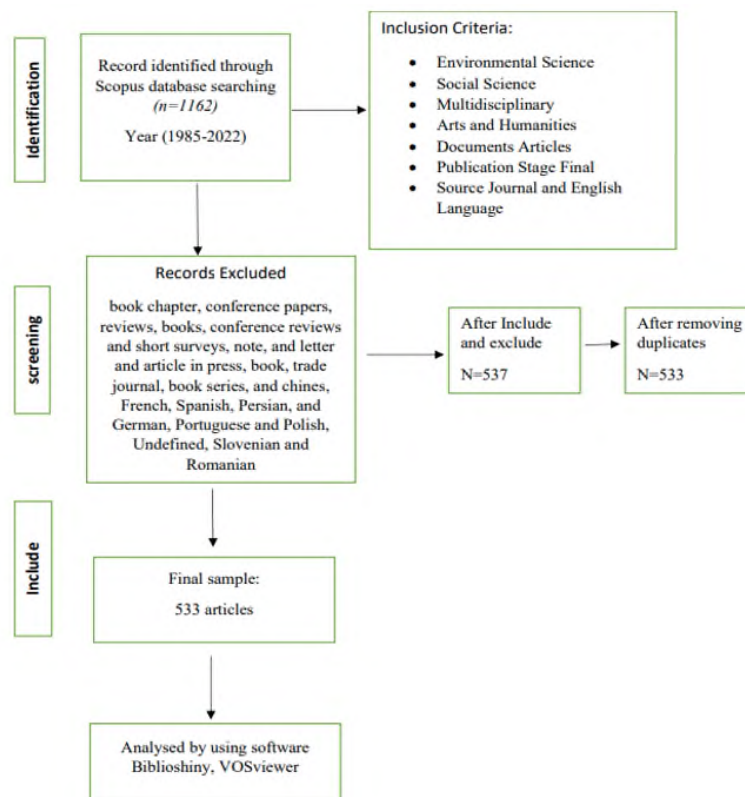 Identification
Record identified through
Scopus database searching
(n=1162)
Year (1985-2022)
Inclusion Criteria:
• Environmental Science
• Social Science
• Multidisciplinary
• Arts and Humanities
• Documents Articles
• Publication Stage Final
• Source Journal and English
Language
screening
Records Excluded
book chapter, conference papers,
reviews, books, conference reviews
and short surveys, note, and letter
and article in press, book, trade
journal, book series, and chines,
French, Spanish, Persian, and
German, Portuguese and Polish,
Undefined, Slovenian and
Romanian
After Include
and exclude
N=537
After removing
duplicates
N=533
Include
Final sample:
533 articles
Analysed by using software
Biblioshiny, VOSviewer